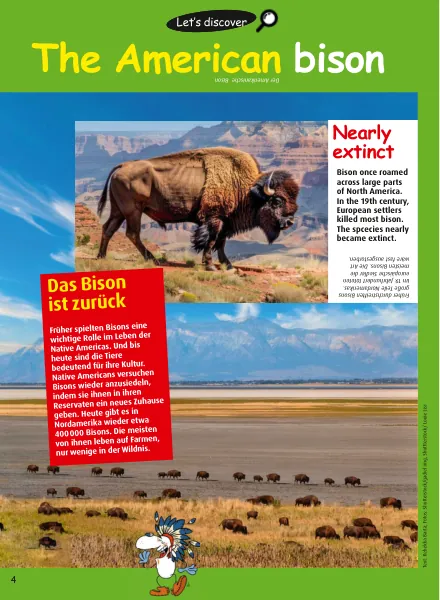 Let's discover
The American bison
Der Amerikanische Bison
Nearly
extinct
Bison once roamed
across large parts
of North America.
In the 19th century,
European settlers
killed most bison.
The spcecies nearly
became extinct.
Früher durchstreiften Bisons
große Teile Nordamerikas.
Im 19. Jahrhundert töteten
europäische Siedler die
meisten Bisons. Die Art
wäre fast ausgestorben.
Das Bison
ist zurück
Früher spielten Bisons eine
wichtige Rolle im Leben der
Native Americas. Und bis
heute sind die Tiere
bedeutend für ihre Kultur.
Native Americans versuchen
Bisons wieder anzusiedeln,
indem sie ihnen in ihren
Reservaten ein neues Zuhause
geben. Heute gibt es in
Nordamerika wieder etwa
400 000 Bisons. Die meisten
von ihnen leben auf Farmen,
nur wenige in der Wildnis.
4